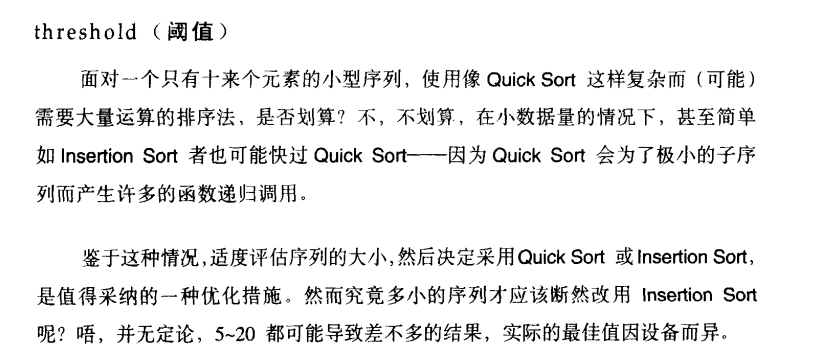 threshold（阈值）
面对一个只有十来个元素的小型序列，使用像 Quick Sort 这样复杂而（可能）
需要大量运算的排序法，是否划算？不，不划算，在小数据量的情况下，甚至简单
如 Insertion Sort 者也可能快过 Quick Sort——因为 Quick Sort 会为了极小的子序
列而产生许多的函数递归调用。
鉴于这种情况，适度评估序列的大小，然后决定采用 Quick Sort 或 Insertion Sort，
是值得采纳的一种优化措施。然而究竟多小的序列才应该断然改用 Insertion Sort
呢？唔，并无定论，5~20 都可能导致差不多的结果，实际的最佳值因设备而异。